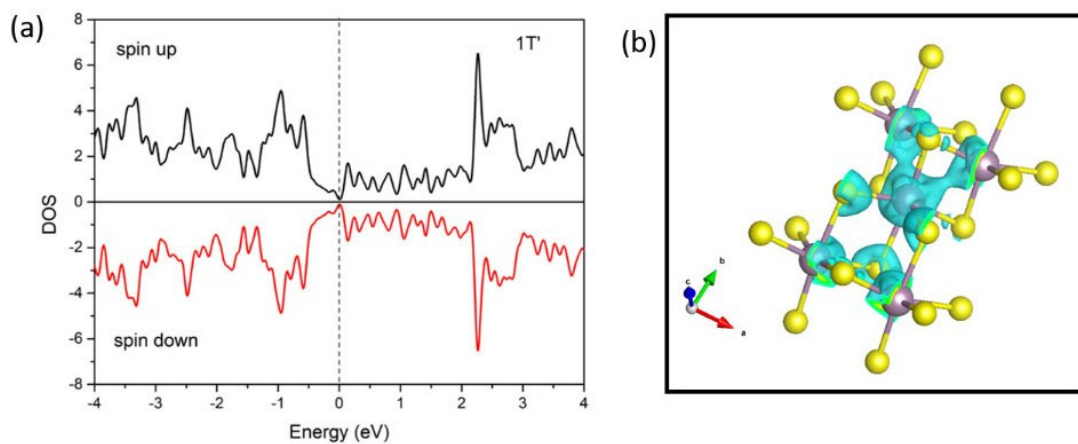 (a)
spin up
1T'
8
6
4
2
0
-2
-4
-6
-8
DOS
spin down
-4 -3 -2 -1 0 1 2 3 4
Energy (eV)
(b)
c
b
a